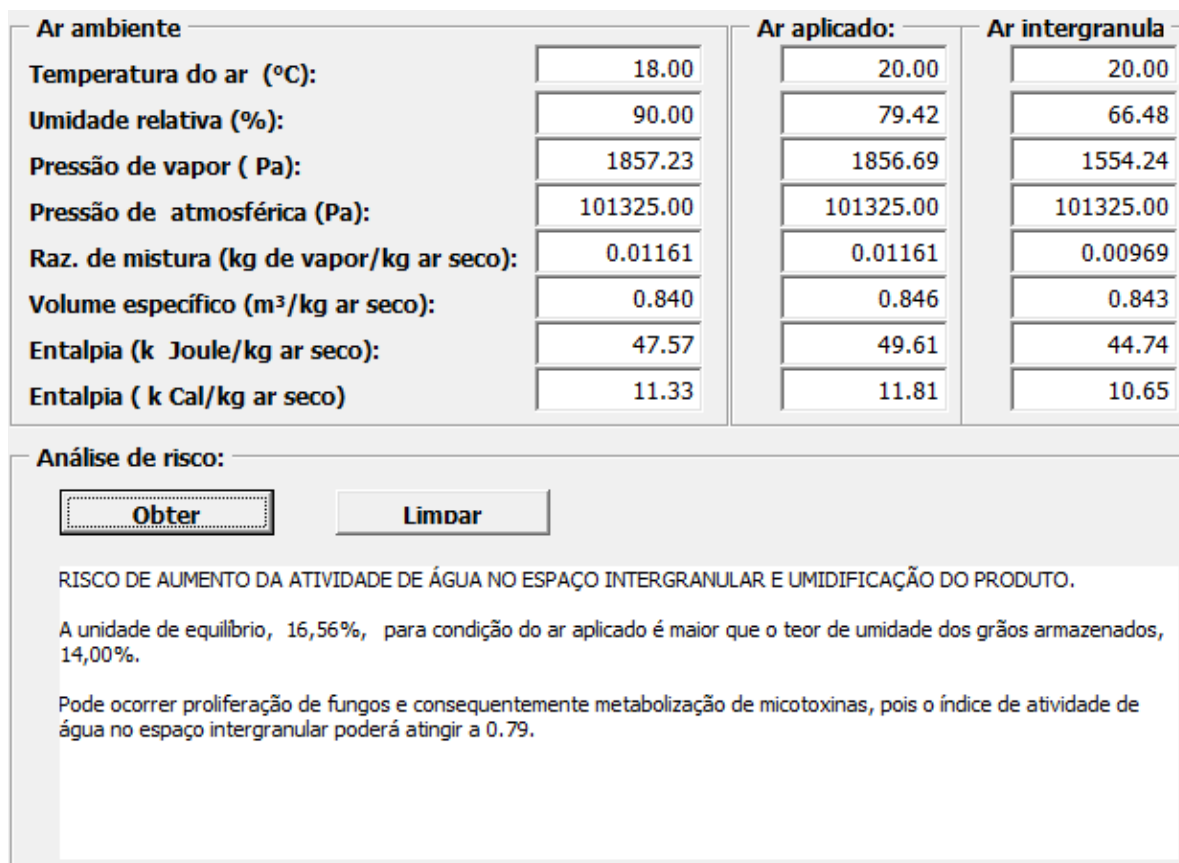 Ar ambiente Ar aplicado: Ar intergranula
Temperatura do ar (ºC): 18.00 20.00 20.00
Umidade relativa (%): 90.00 79.42 66.48
Pressão de vapor ( Pa): 1857.23 1856.69 1554.24
Pressão de atmosférica (Pa): 101325.00 101325.00 101325.00
Raz. de mistura (kg de vapor/kg ar seco): 0.01161 0.01161 0.00969
Volume específico (m³/kg ar seco): 0.840 0.846 0.843
Entalpia (k Joule/kg ar seco): 47.57 49.61 44.74
Entalpia ( k Cal/kg ar seco) 11.33 11.81 10.65
Análise de risco:
Obter Limpar
RISCO DE AUMENTO DA ATIVIDADE DE ÁGUA NO ESPAÇO INTERGRANULAR E UMIDIFICAÇÃO DO PRODUTO.
A unidade de equilíbrio, 16,56%, para condição do ar aplicado é maior que o teor de umidade dos grãos armazenados,
14,00%.
Pode ocorrer proliferação de fungos e consequentemente metabolização de micotoxinas, pois o índice de atividade de
água no espaço intergranular poderá atingir a 0.79.